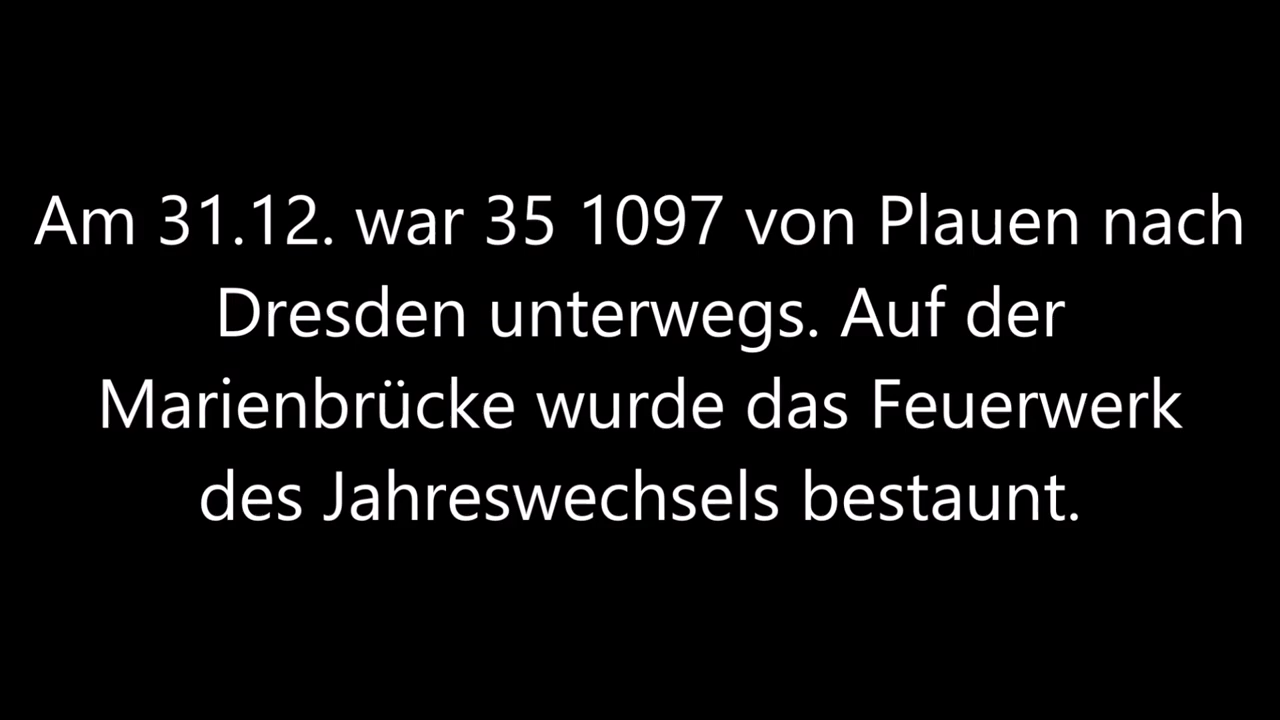 Am 31.12. war 35 1097 von Plauen nach
Dresden unterwegs. Auf der
Marienbrücke wurde das Feuerwerk
des Jahreswechsels bestaunt.